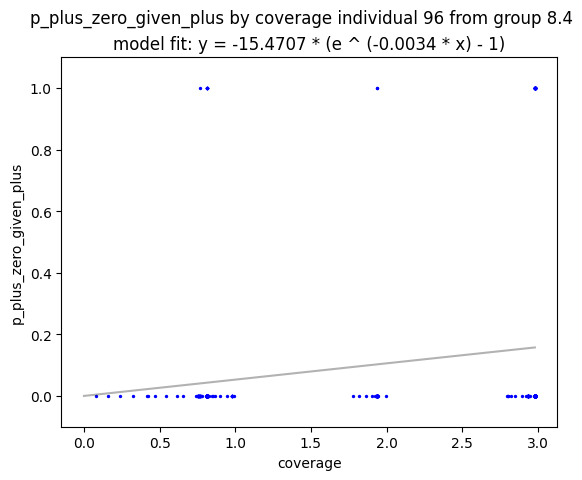 p_plus_zero_given_plus by coverage individual 96 from group 8.4
model fit: y = -15.4707 * (e ^ (-0.0034 * x) - 1)
1.0
0.8
0.6
0.4
0.2
0.0
p_plus_zero_given_plus
0.0 0.5 1.0 1.5 2.0 2.5 3.0
coverage